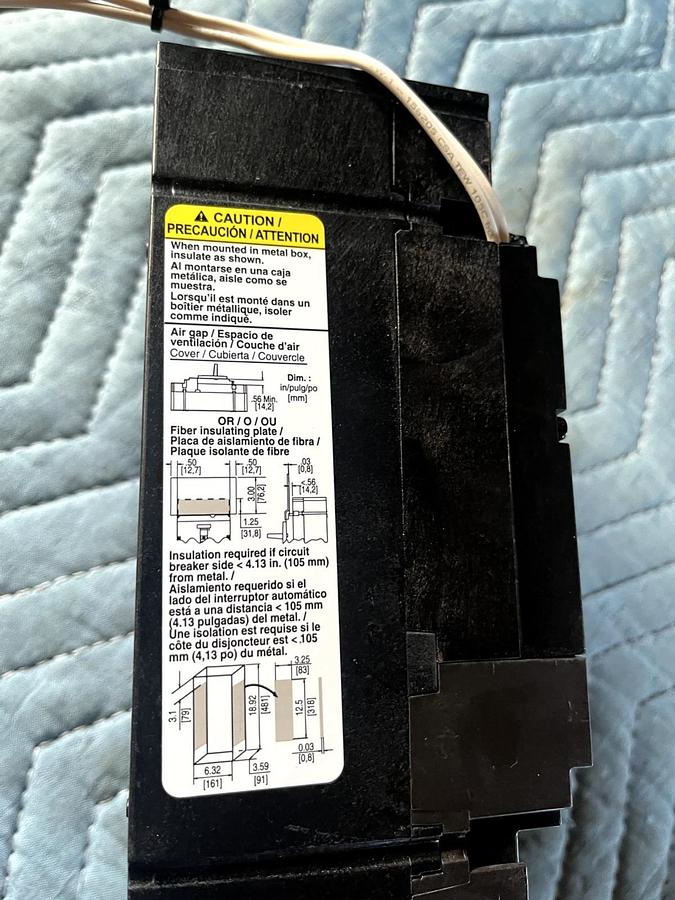 154205 CSA TEW 105C
⚠ CAUTION /
PRECAUCIÓN / ATTENTION
When mounted in metal box,
insulate as shown.
Al montarse en una caja
metálica, aisle como se
muestra.
Lorsqu'il est monté dans un
boîtier métallique, isoler
comme indiqué.
Air gap / Espacio de
ventilación / Couche d'air
Cover / Cubierta / Couvercle
Dim. :
in/pulg/po
[mm]
.56 Min.
[14,2]
OR / O / OU
Fiber insulating plate /
Placa de aislamiento de fibra /
Plaque isolante de fibre
.50
[12,7]
.50
[12,7]
.03
[0,8]
3.00
[76,2]
<.56
[14,2]
1.25
[31,8]
Insulation required if circuit
breaker side < 4.13 in. (105 mm)
from metal. /
Aislamiento requerido si el
lado del interruptor automático
está a una distancia < 105 mm
(4.13 pulgadas) del metal. /
Une isolation est requise si le
côte du disjoncteur est < 105
mm (4,13 po) du métal.
3.25
[83]
3.1
[79]
18.92
[481]
12.5
[318]
0.03
[0,8]
6.32
[161]
3.59
[91]